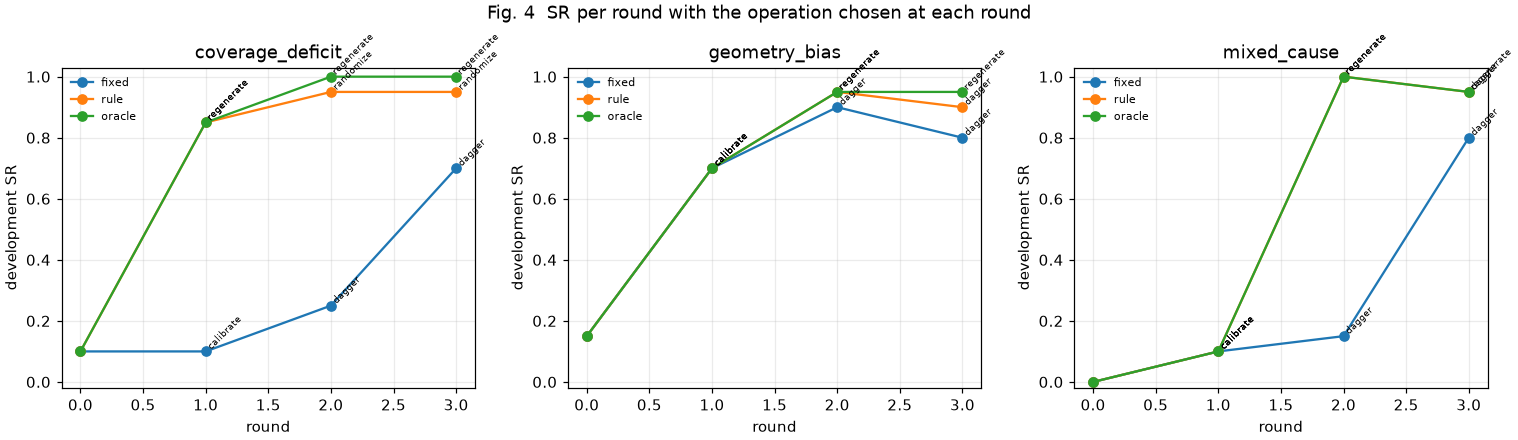 Fig. 4  SR per round with the operation chosen at each round
coverage_deficit
fixed
rule
oracle
regenerate
regenerate
randomize
regenerate
randomize
calibrate
dagger
dagger
1.0
0.8
0.6
0.4
0.2
0.0
development SR
0.0 0.5 1.0 1.5 2.0 2.5 3.0
round
geometry_bias
fixed
rule
oracle
calibrate
regenerate
dagger
regenerate
dagger
dagger
1.0
0.8
0.6
0.4
0.2
0.0
development SR
0.0 0.5 1.0 1.5 2.0 2.5 3.0
round
mixed_cause
fixed
rule
oracle
calibrate
regenerate
dagger
dagger
1.0
0.8
0.6
0.4
0.2
0.0
development SR
0.0 0.5 1.0 1.5 2.0 2.5 3.0
round